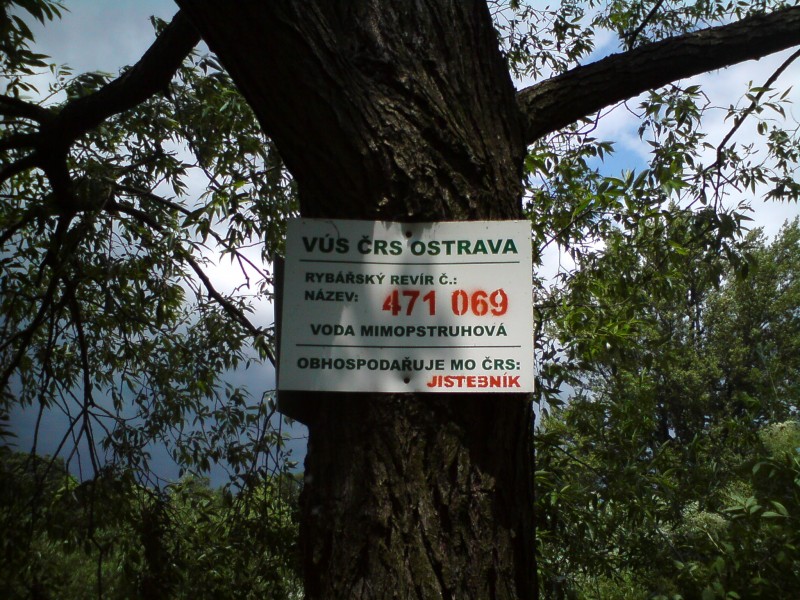 VÚS ČRS OSTRAVA
RYBÁŘSKÝ REVÍR Č.:
NÁZEV: 471 069
VODA MIMOPSTRUHOVÁ
OBHOSPODAŘUJE MO ČRS:
JISTEBNÍK